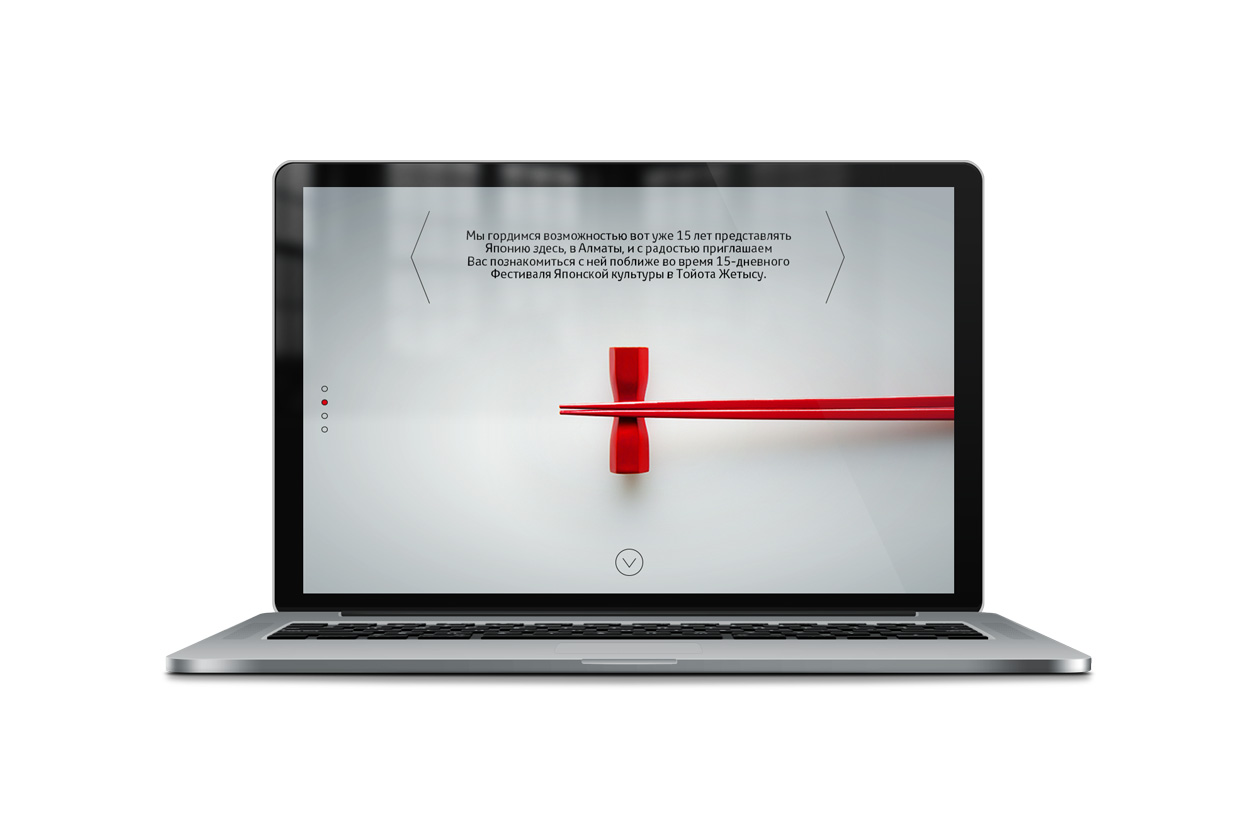 Мы гордимся возможностью вот уже 15 лет представлять
Японию здесь, в Алматы, и с радостью приглашаем
Вас познакомиться с ней поближе во время 15-дневного
Фестиваля Японской культуры в Тойота Жетысу.